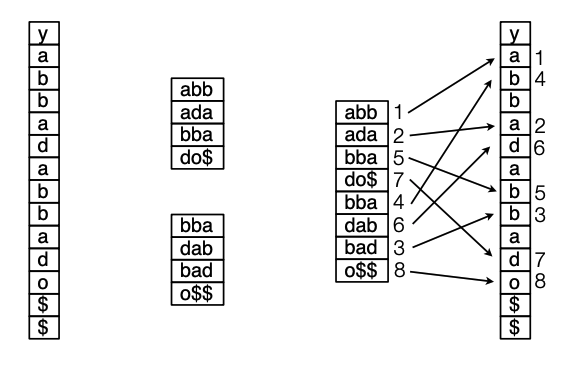 y
a
b
b
a
d
a
b
b
a
d
o
$
$
abb
ada
bba
do$
bba
dab
bad
o$$
abb 1
ada 2
bba 5
do$ 7
bba 4
dab 6
bad 3
o$$ 8
y
a 1
b 4
b
a 2
d 6
a
b 5
b 3
a
d 7
o 8
$
$